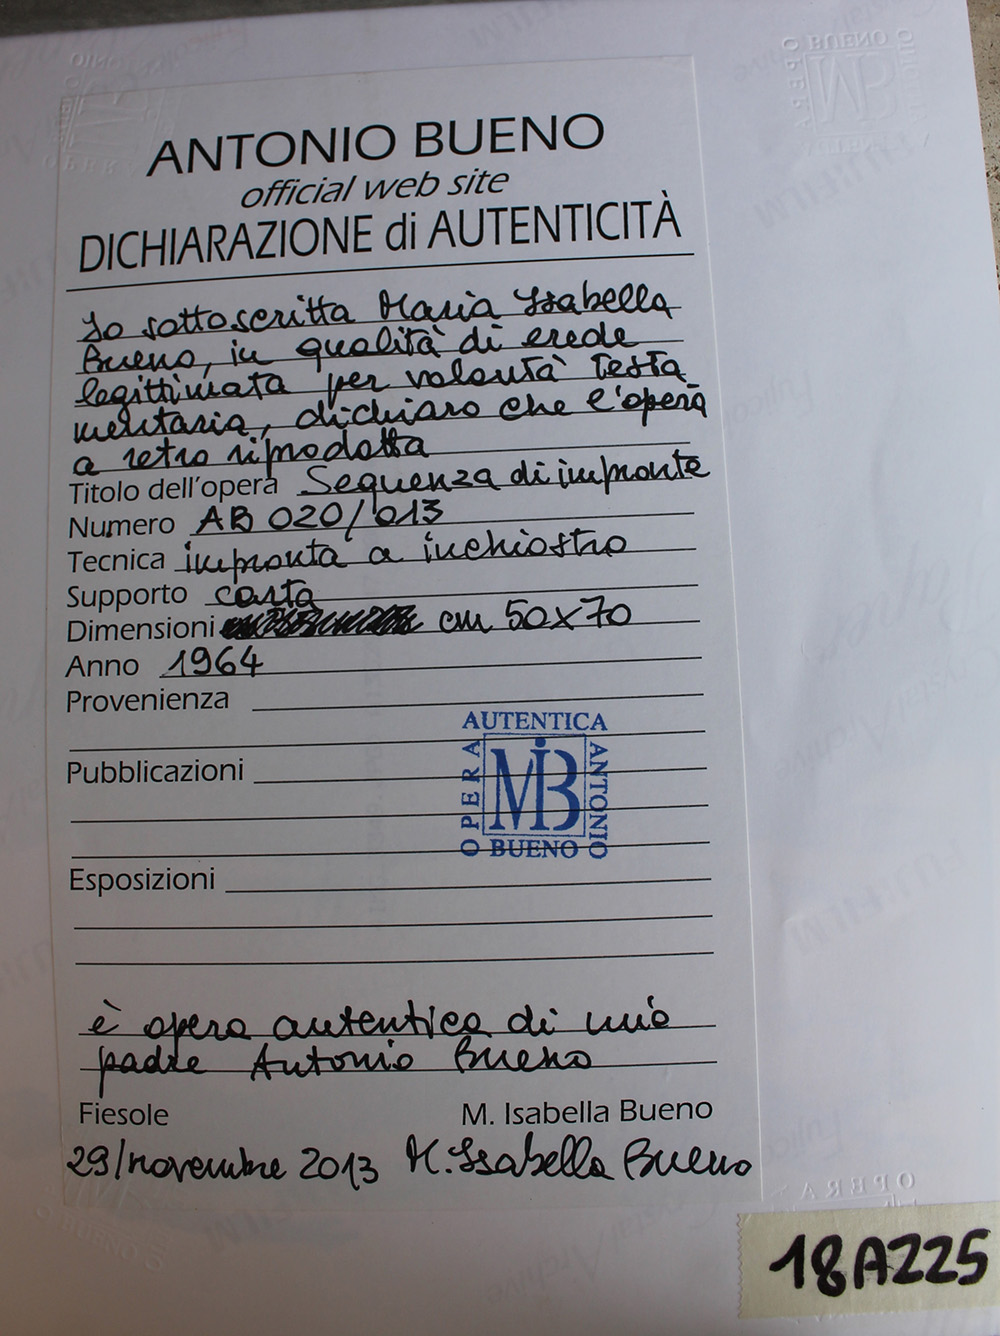 ANTONIO BUENO
official web site
DICHIARAZIONE di AUTENTICITÀ
Io sottoscritta Maria Isabella
Bueno, in qualità di erede
legittimata per volontà testa
mentaria, dichiaro che l'opera
a retro riprodotta
Titolo dell'opera Sequenza di impronte
Numero AB 020/013
Tecnica impronta a inchiostro
Supporto carta
Dimensioni cm 50x70
Anno 1964
Provenienza
AUTENTICA
OPERA
MIB
ANTONIO
BUENO
Pubblicazioni
Esposizioni
è opera autentica di mio
padre Antonio Bueno
Fiesole M. Isabella Bueno
29/novembre 2013 M. Isabella Bueno
18A225